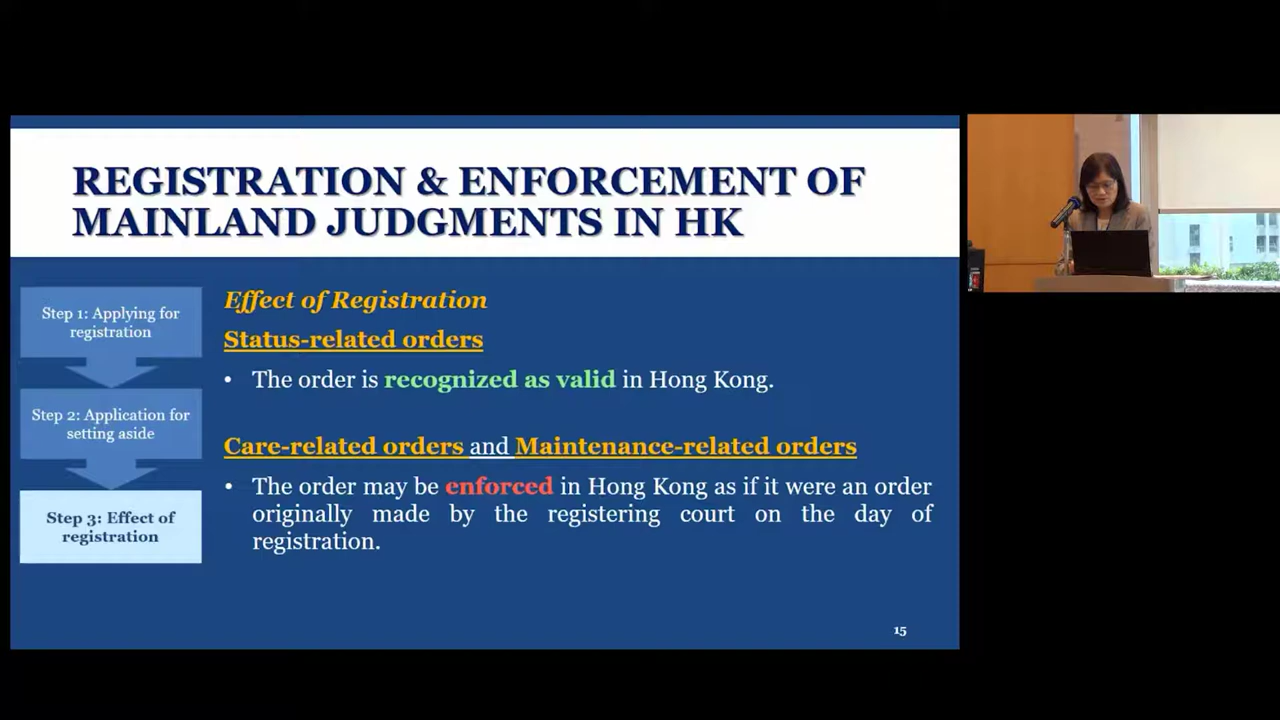 REGISTRATION & ENFORCEMENT OF
MAINLAND JUDGMENTS IN HK
Step 1: Applying for
registration
Step 2: Application for
setting aside
Step 3: Effect of
registration
Effect of Registration
Status-related orders
• The order is recognized as valid in Hong Kong.
Care-related orders and Maintenance-related orders
• The order may be enforced in Hong Kong as if it were an order
originally made by the registering court on the day of
registration.
15